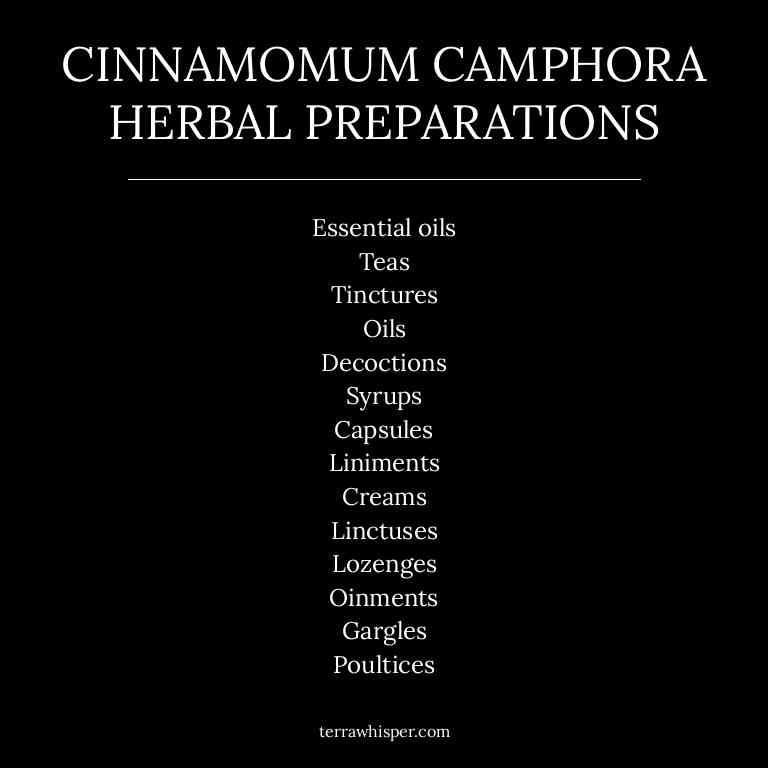 CINNAMOMUM CAMPHORA
HERBAL PREPARATIONS
Essential oils
Teas
Tinctures
Oils
Decoctions
Syrups
Capsules
Liniments
Creams
Linctuses
Lozenges
Oinments
Gargles
Poultices
terrawhisper.com